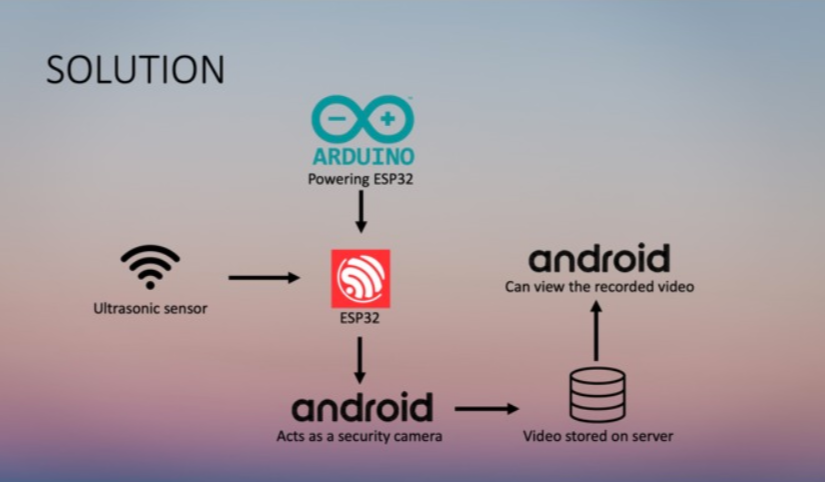 SOLUTION
ARDUINO
Powering ESP32
Ultrasonic sensor
ESP32
android
Can view the recorded video
android
Acts as a security camera
Video stored on server